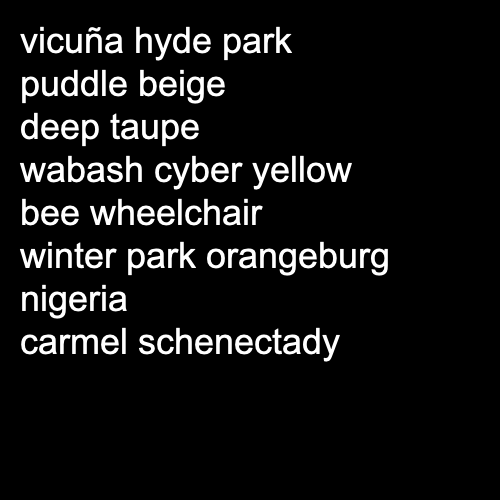 vicuña hyde park
puddle beige
deep taupe
wabash cyber yellow
bee wheelchair
winter park orangeburg
nigeria
carmel schenectady